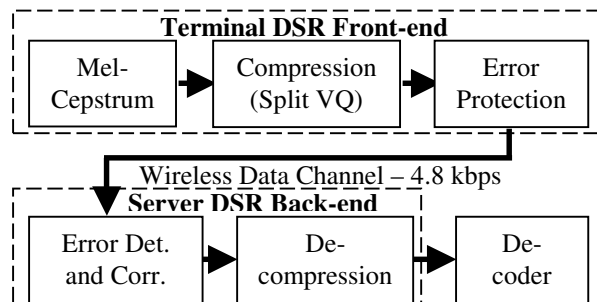 Terminal DSR Front-end
Mel-
Cepstrum
Compression
(Split VQ)
Error
Protection
Wireless Data Channel – 4.8 kbps
Server DSR Back-end
Error Det.
and Corr.
De-
compression
De-
coder